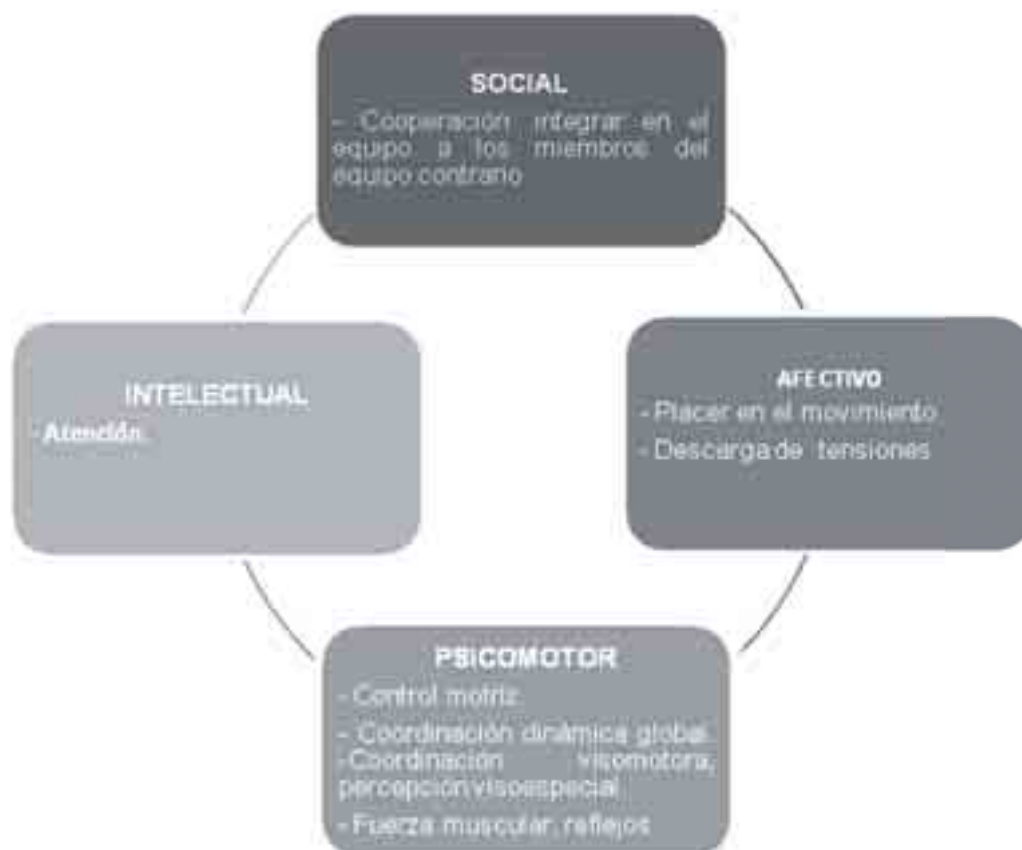 SOCIAL
- Cooperación integrar en el
equipo a los miembros del
equipo contrario
INTELECTUAL
- Atención.
AFECTIVO
- Placer en el movimiento
- Descarga de tensiones
PSICOMOTOR
- Control motriz.
- Coordinación dinámica global.
-Coordinación visomotora,
percepción visoespecial
- Fuerza muscular, reflejos